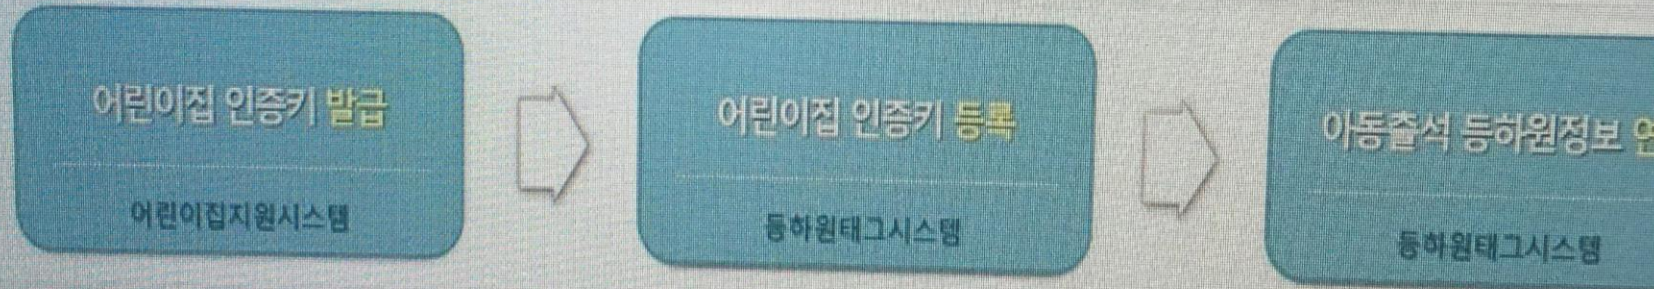 어린이집 인증키 발급
어린이집지원시스템
어린이집 인증키 등록
등하원태그시스템
아동출석 등하원정보
등하원태그시스템